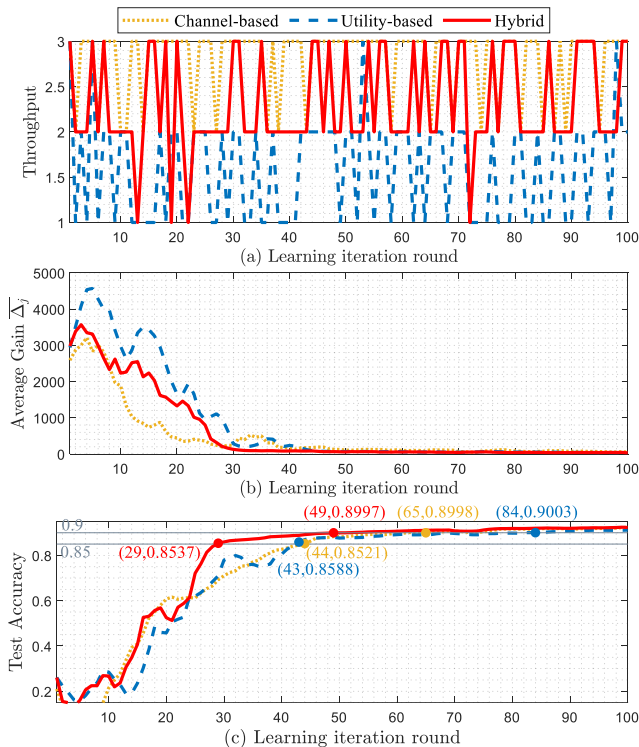 Channel-based Utility-based Hybrid
3
2.5
2
1.5
1
Throughput
10 20 30 40 50 60 70 80 90 100
(a) Learning iteration round
5000
4000
3000
2000
1000
0
Average Gain \overline{Δ_j}
10 20 30 40 50 60 70 80 90 100
(b) Learning iteration round
(49,0.8997) (65,0.8998) (84,0.9003)
0.9
0.85
(29,0.8537) (44,0.8521)
(43,0.8588)
0.8
0.6
0.4
0.2
Test Accuracy
10 20 30 40 50 60 70 80 90 100
(c) Learning iteration round